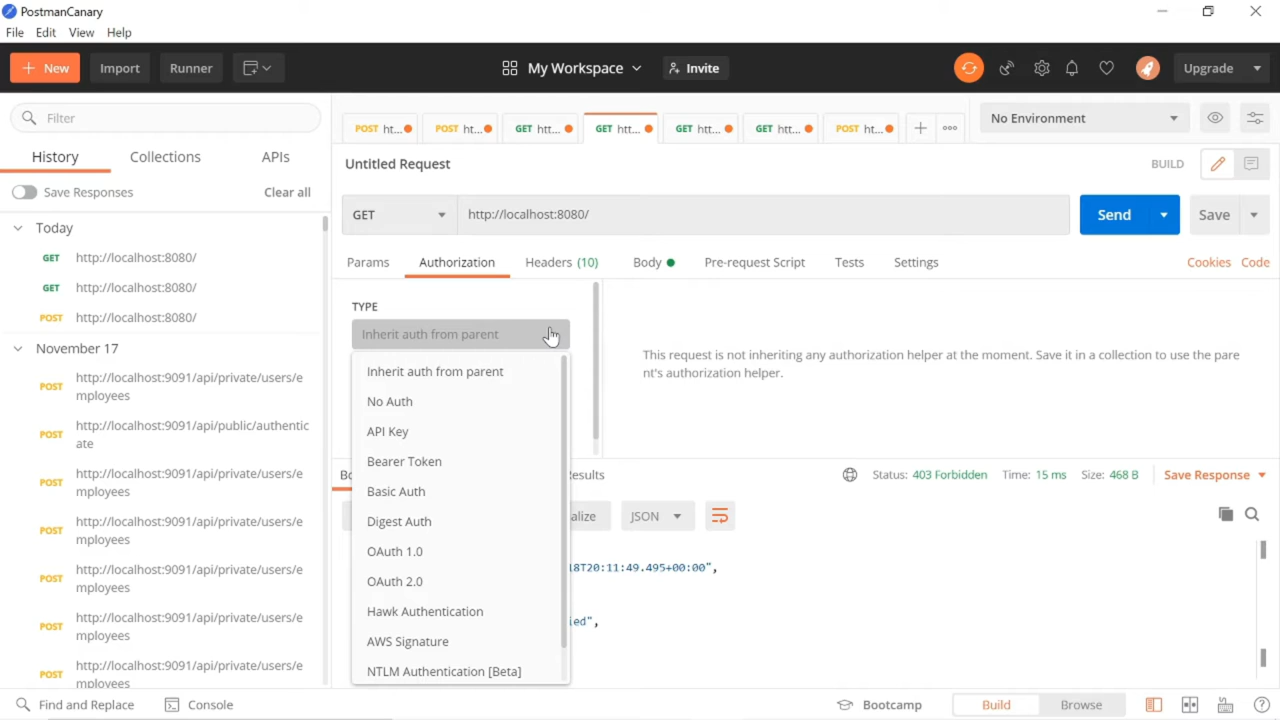 PostmanCanary
File Edit View Help
New Import Runner My Workspace Invite Upgrade
Filter
History Collections APIs
Save Responses Clear all
Today
GET http://localhost:8080/
GET http://localhost:8080/
POST http://localhost:8080/
November 17
POST http://localhost:9091/api/private/users/e
mployees
POST http://localhost:9091/api/public/authentic
ate
POST http://localhost:9091/api/private/users/e
mployees
POST http://localhost:9091/api/private/users/e
mployees
POST http://localhost:9091/api/private/users/e
mployees
POST http://localhost:9091/api/private/users/e
mployees
POST http://localhost:9091/api/private/users/e
mployees
POST ht... POST ht... GET htt... GET htt... GET htt... GET htt... POST ht...
No Environment
Untitled Request BUILD
GET http://localhost:8080/ Send Save
Params Authorization Headers (10) Body Pre-request Script Tests Settings Cookies Code
TYPE
Inherit auth from parent
Inherit auth from parent
No Auth
API Key
Bearer Token
Basic Auth
Digest Auth
OAuth 1.0
OAuth 2.0
Hawk Authentication
AWS Signature
NTLM Authentication [Beta]
This request is not inheriting any authorization helper at the moment. Save it in a collection to use the pare
nt's authorization helper.
Bo esults Status: 403 Forbidden Time: 15 ms Size: 468 B Save Response
alize JSON
18T20:11:49.495+00:00",
ied",
Find and Replace Console Bootcamp Build Browse